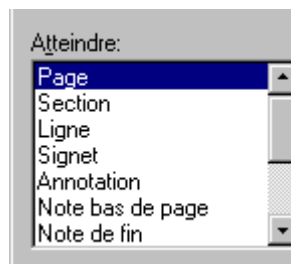 Atteindre:
Page
Section
Ligne
Signet
Annotation
Note bas de page
Note de fin